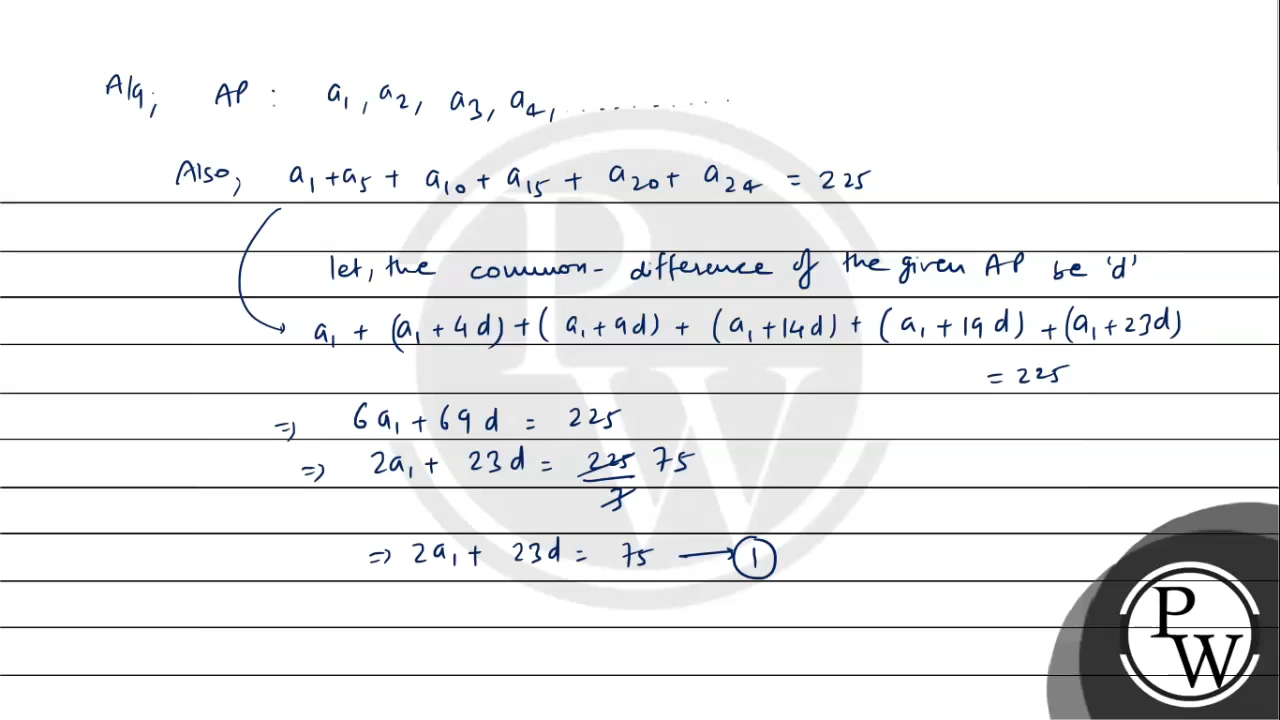 A/q, AP : a₁, a₂, a₃, a₄, ..........
Also, a₁ + a₅ + a₁₀ + a₁₅ + a₂₀ + a₂₄ = 225
let, the common- difference of the given AP be 'd'
a₁ + (a₁ + 4d) + (a₁ + 9d) + (a₁ + 14d) + (a₁ + 19d) + (a₁ + 23d)
= 225
⇒ 6a₁ + 69d = 225
⇒ 2a₁ + 23d = 225/3 75
⇒ 2a₁ + 23d = 75 → ①
PW
PW